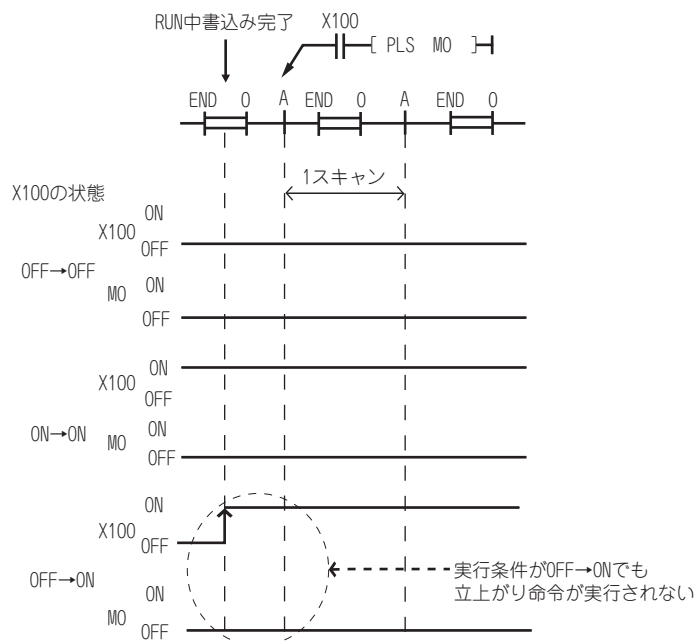 RUN中書込み完了
X100
[ PLS M0 ]
END 0 A END 0 A END 0
1スキャン
X100の状態
ON
X100
OFF
OFF→OFF
ON
M0
OFF
ON
X100
OFF
ON→ON
ON
M0
OFF
ON
X100
OFF
OFF→ON
ON
M0
OFF
実行条件がOFF→ONでも
立上がり命令が実行されない